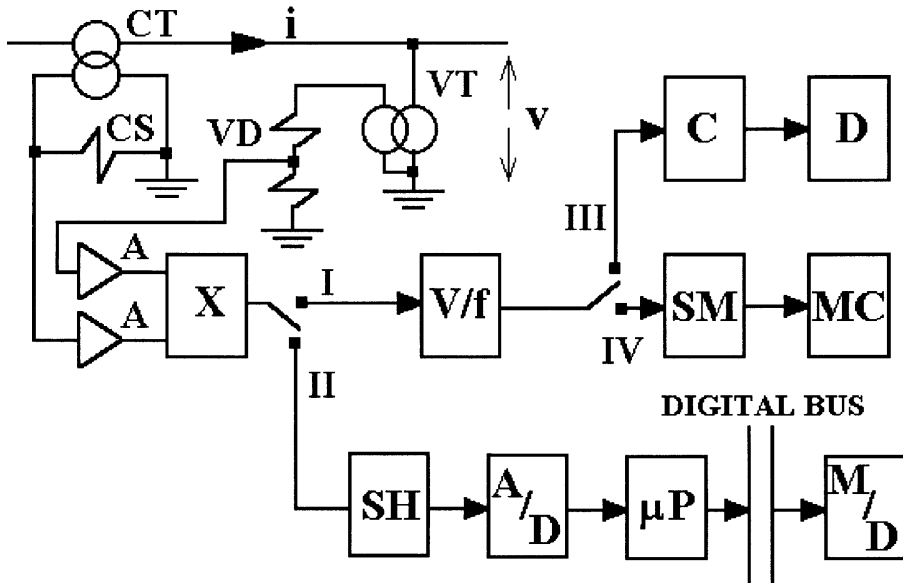 CT
i
VT
v
CS
VD
C
D
III
A
X
I
V/f
SM
MC
A
IV
II
DIGITAL BUS
SH
A/D
µP
M/D